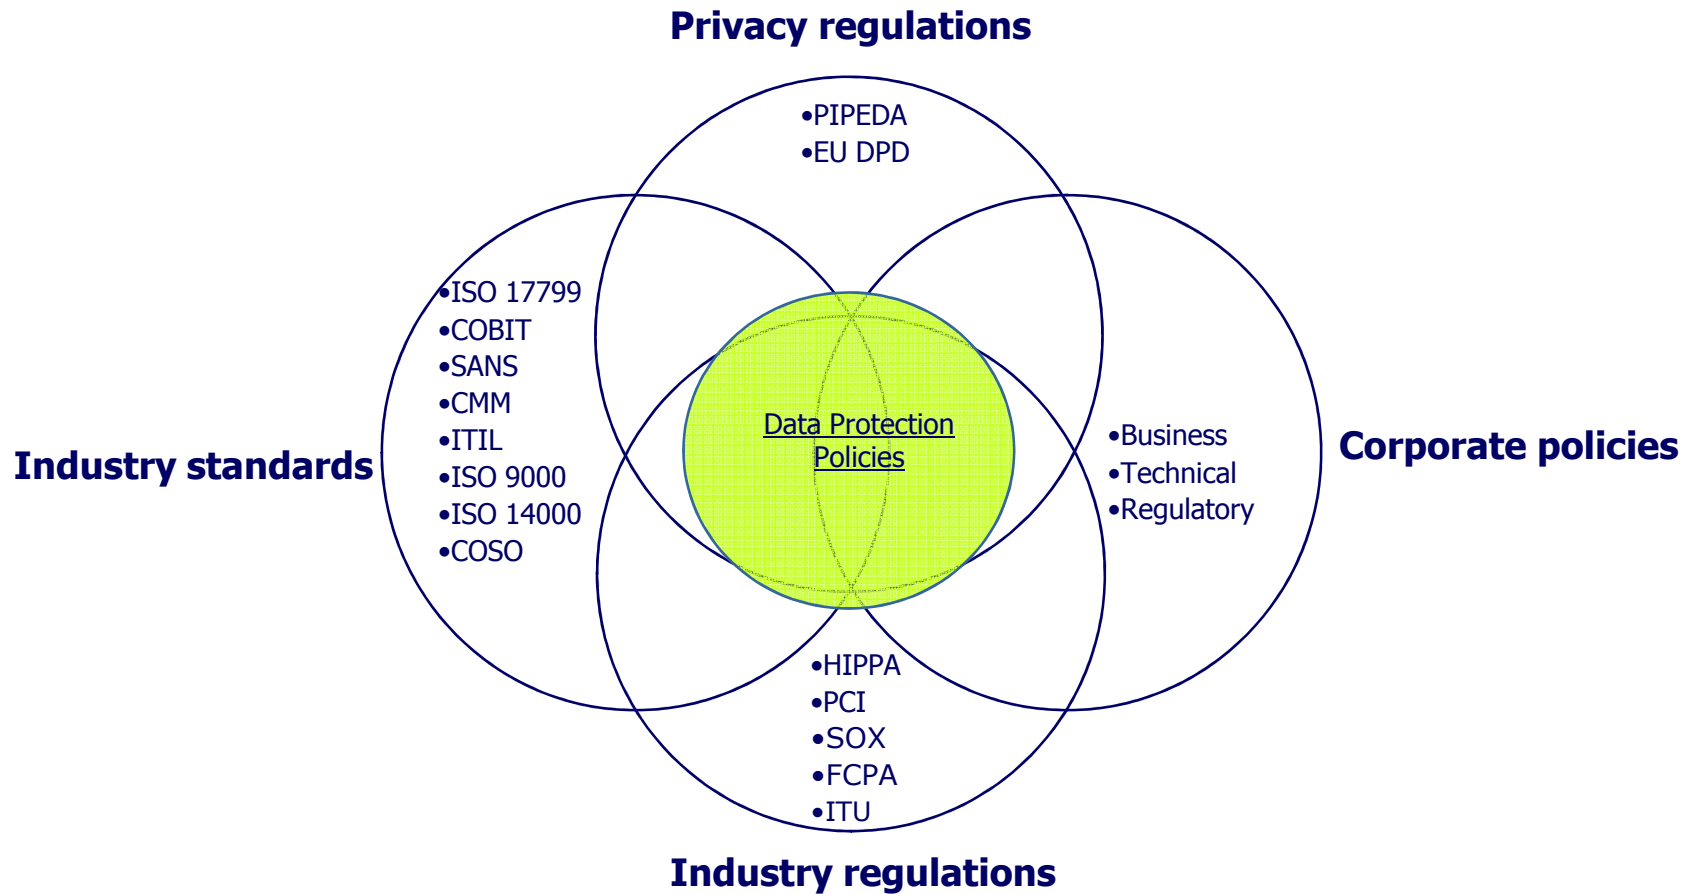 Privacy regulations
•PIPEDA
•EU DPD
Industry standards
•ISO 17799
•COBIT
•SANS
•CMM
•ITIL
•ISO 9000
•ISO 14000
•COSO
Data Protection
Policies
•Business
•Technical
•Regulatory
Corporate policies
•HIPPA
•PCI
•SOX
•FCPA
•ITU
Industry regulations